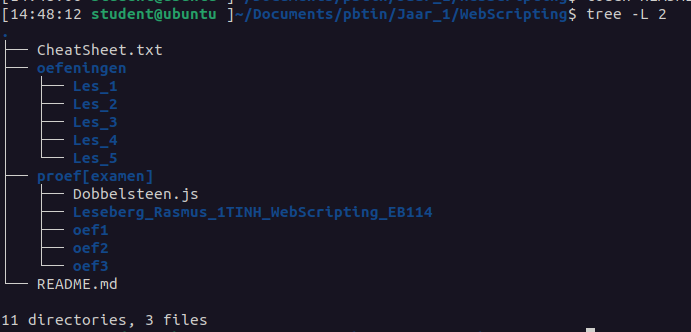 [14:48:12 student@ubuntu ]~/Documents/pbtin/Jaar_1/WebScripting$ tree -L 2
.
├── CheatSheet.txt
├── oefeningen
│   ├── Les_1
│   ├── Les_2
│   ├── Les_3
│   ├── Les_4
│   └── Les_5
├── proef[examen]
│   ├── Dobbelsteen.js
│   ├── Leseberg_Rasmus_1TINH_WebScripting_EB114
│   ├── oef1
│   ├── oef2
│   └── oef3
└── README.md
11 directories, 3 files